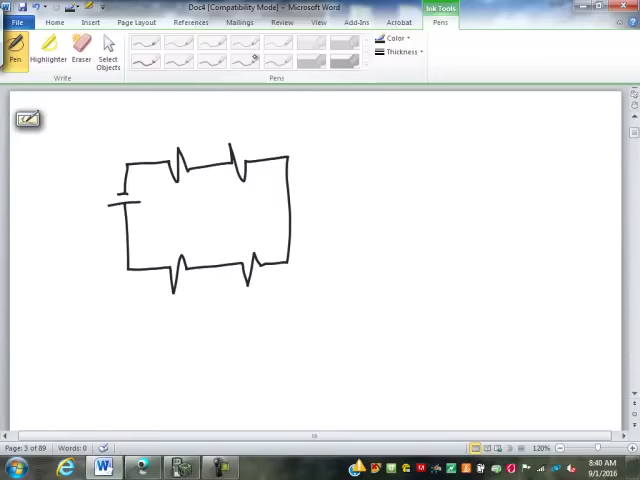 Doc4 [Compatibility Mode] - Microsoft Word
Ink Tools
File
Home
Insert
Page Layout
References
Mailings
Review
View
Add-Ins
Acrobat
Pens
Pen
Highlighter
Eraser
Select
Objects
Color
Thickness
Write
Pens
Page: 3 of 89
Words: 0
120%
8:40 AM
9/1/2016